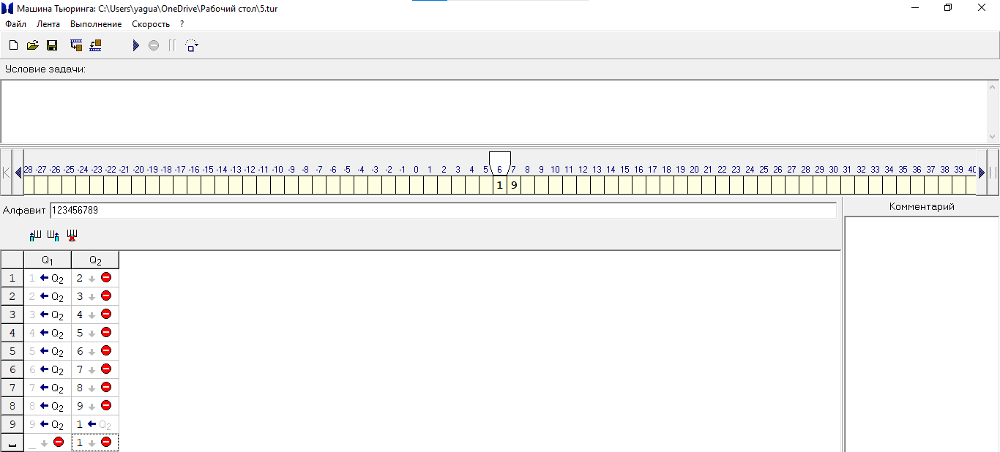 Машина Тьюринга: C:\Users\yagua\OneDrive\Рабочий стол\5.tur
Файл Лента Выполнение Скорость ?
Условие задачи:
28 -27 -26 -25 -24 -23 -22 -21 -20 -19 -18 -17 -16 -15 -14 -13 -12 -11 -10 -9 -8 -7 -6 -5 -4 -3 -2 -1 0 1 2 3 4 5 6 7 8 9 10 11 12 13 14 15 16 17 18 19 20 21 22 23 24 25 26 27 28 29 30 31 32 33 34 35 36 37 38 39 40
1 9
Алфавит 123456789
Комментарий
Q1 Q2
1 1 ← Q2 2 ↓
2 2 ← Q2 3 ↓
3 3 ← Q2 4 ↓
4 4 ← Q2 5 ↓
5 5 ← Q2 6 ↓
6 6 ← Q2 7 ↓
7 7 ← Q2 8 ↓
8 8 ← Q2 9 ↓
9 9 ← Q2 1 ← Q2
␣ _ ↓ 1 ↓